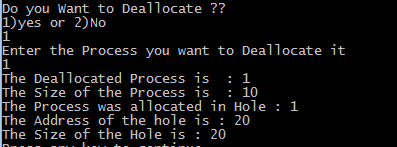 Do you Want to Deallocate ??
1)yes or 2)No
1
Enter the Process you want to Deallocate it
1
The Deallocated Process is  : 1
The Size of the Process is  : 10
The Process was allocated in Hole : 1
The Address of the hole is : 20
The Size of the Hole is : 20